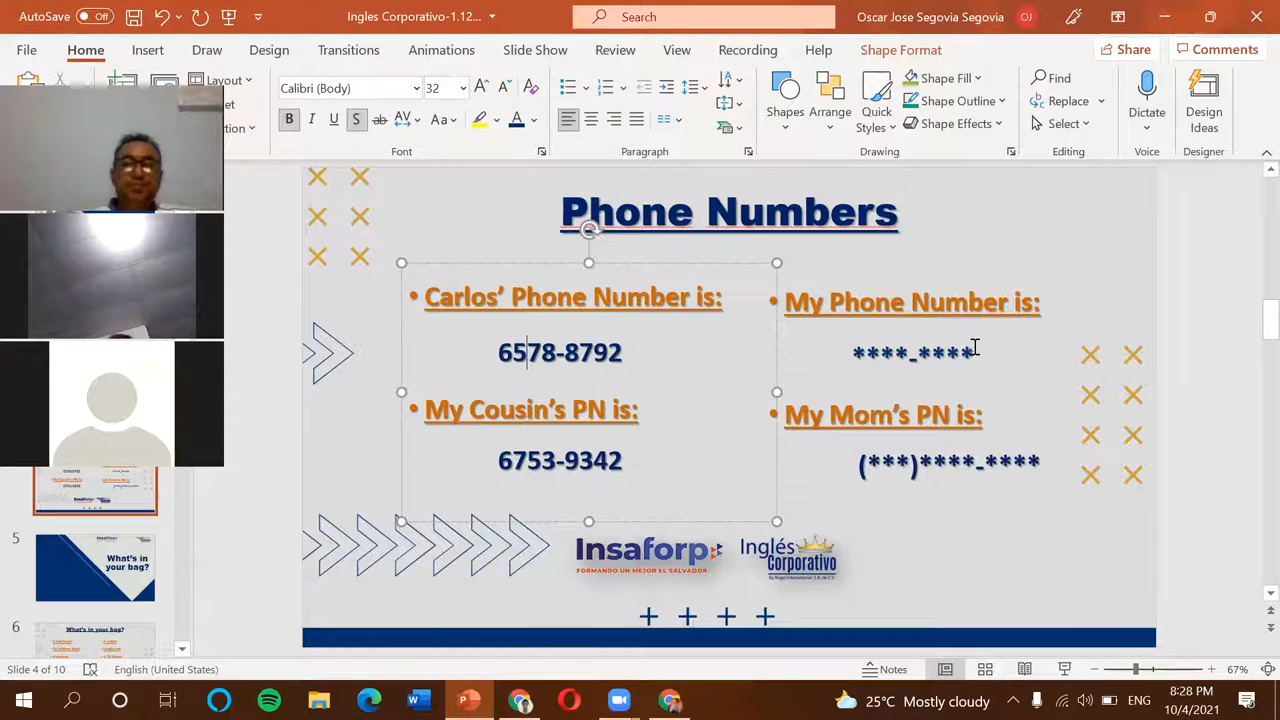 AutoSave Off
Ingles Corporativo-1.12...
Search
Oscar Jose Segovia Segovia OJ
File Home Insert Draw Design Transitions Animations Slide Show Review View Recording Help Shape Format Share Comments
Layout
Calibri (Body) 32
Shapes Arrange Quick Styles
Shape Fill
Shape Outline
Shape Effects
Find
Replace
Select
Dictate
Design Ideas
Font Paragraph Drawing Editing Voice Designer
Phone Numbers
• Carlos' Phone Number is:
6578-8792
• My Cousin's PN is:
6753-9342
• My Phone Number is:
****-****
• My Mom's PN is:
(***)****-****
Insaforp
FORMANDO UN MEJOR EL SALVADOR
Inglés
Corporativo
By Regal International, S.A. de C.V.
5
What's in
your bag?
6
What's in your bag?
Slide 4 of 10 English (United States) Notes 67%
25°C Mostly cloudy ENG 8:28 PM
10/4/2021